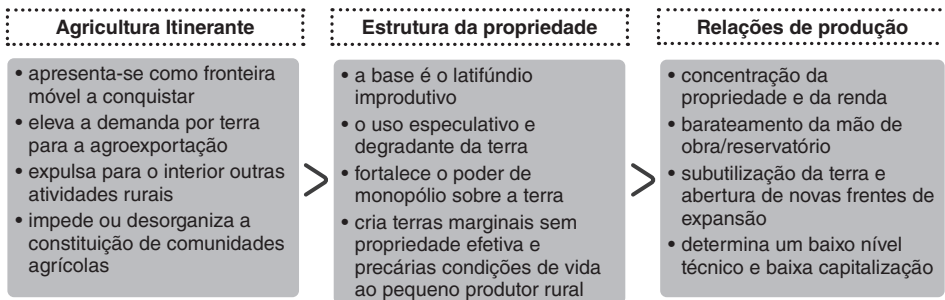 Agricultura Itinerante
• apresenta-se como fronteira
móvel a conquistar
• eleva a demanda por terra
para a agroexportação
• expulsa para o interior outras
atividades rurais
• impede ou desorganiza a
constituição de comunidades
agrícolas
>
Estrutura da propriedade
• a base é o latifúndio
improdutivo
• o uso especulativo e
degradante da terra
• fortalece o poder de
monopólio sobre a terra
• cria terras marginais sem
propriedade efetiva e
precárias condições de vida
ao pequeno produtor rural
>
Relações de produção
• concentração da
propriedade e da renda
• barateamento da mão de
obra/reservatório
• subutilização da terra e
abertura de novas frentes de
expansão
• determina um baixo nível
técnico e baixa capitalização